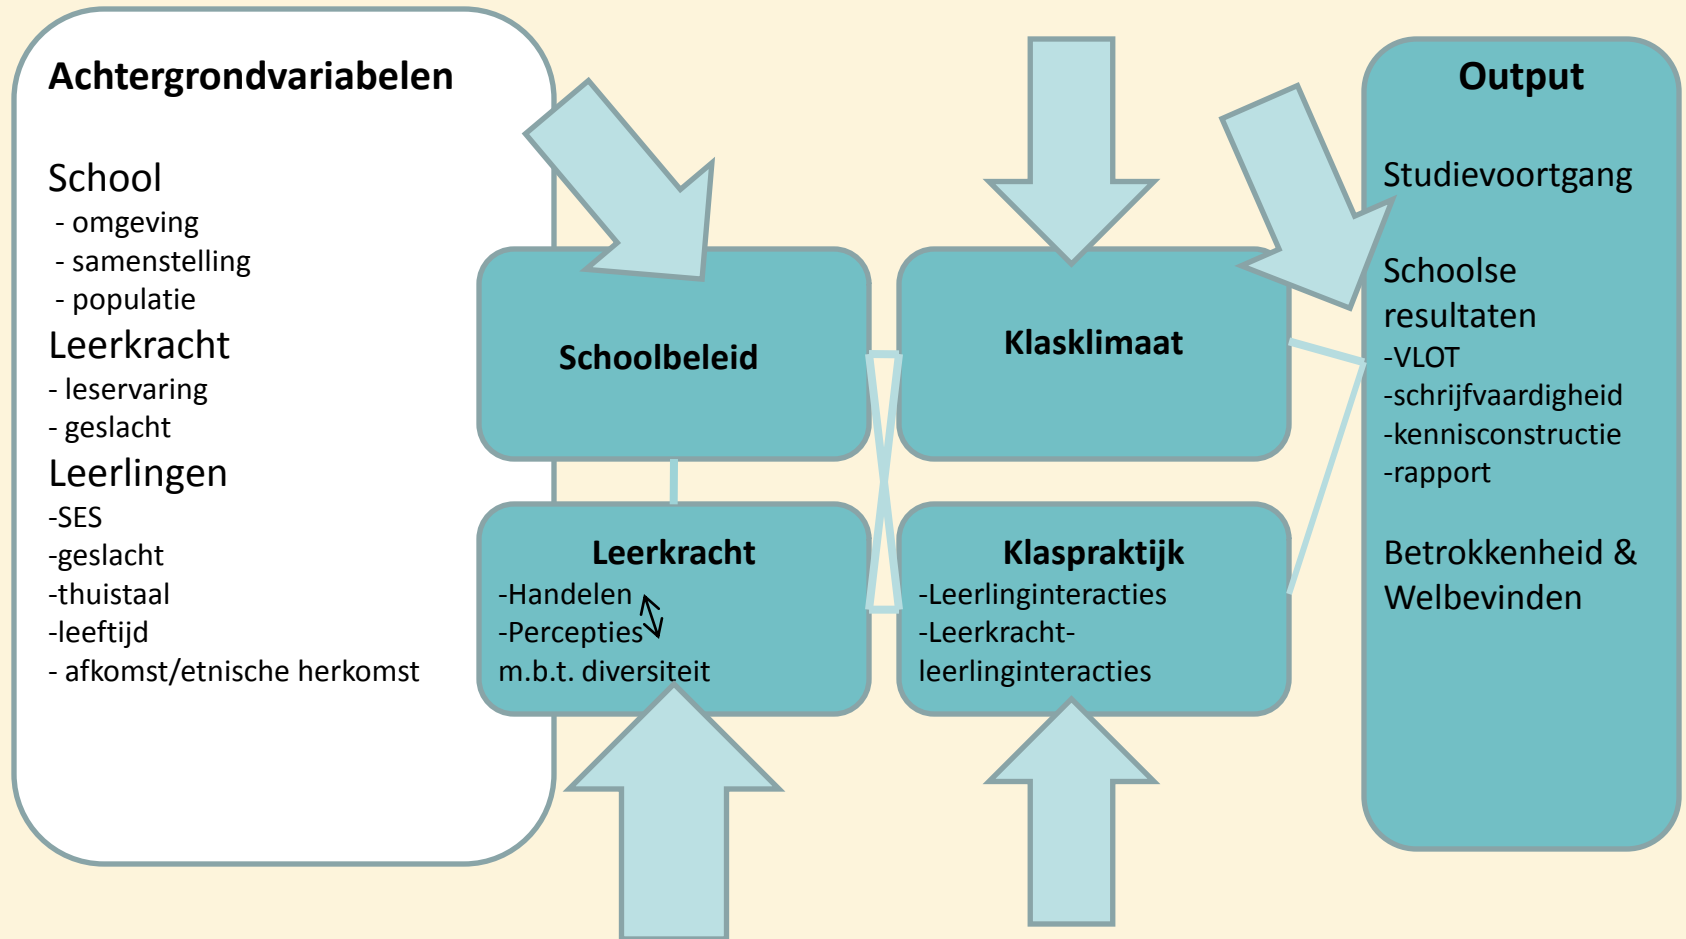 Achtergrondvariabelen
School
- omgeving
- samenstelling
- populatie
Leerkracht
- leservaring
- geslacht
Leerlingen
-SES
-geslacht
-thuistaal
-leeftijd
- afkomst/etnische herkomst
Schoolbeleid
Leerkracht
-Handelen
-Percepties
m.b.t. diversiteit
Klasklimaat
Klaspraktijk
-Leerlinginteracties
-Leerkracht-
leerlinginteracties
Output
Studievoortgang
Schoolse
resultaten
-VLOT
-schrijfvaardigheid
-kennisconstructie
-rapport
Betrokkenheid &
Welbevinden